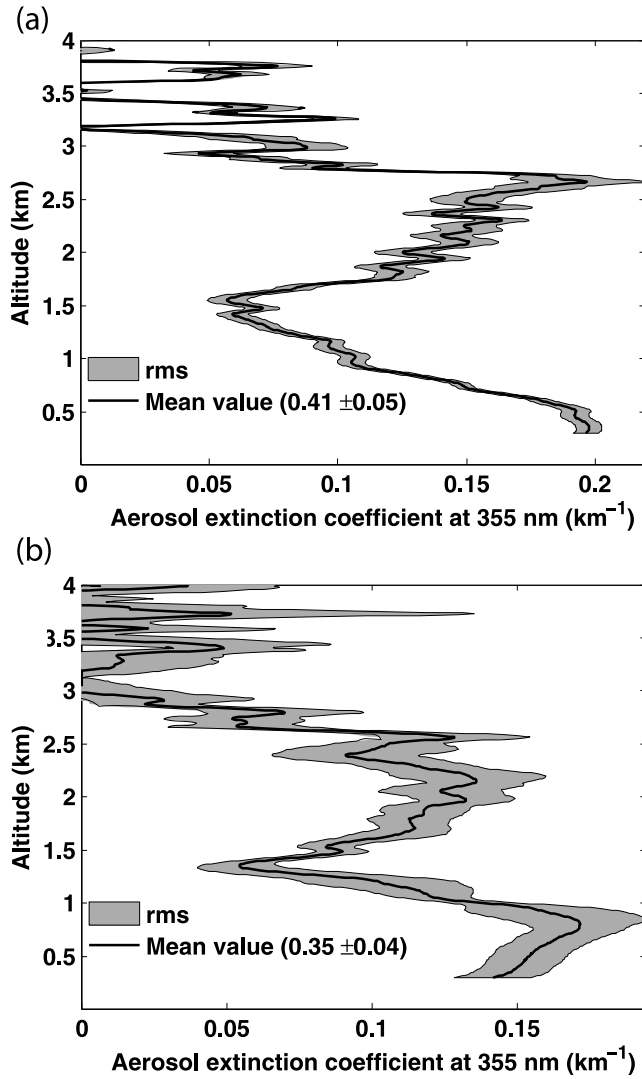 (a)
4
3.5
3
2.5
2
1.5
1
0.5
Altitude (km)
rms
Mean value (0.41 ±0.05)
0 0.05 0.1 0.15 0.2
Aerosol extinction coefficient at 355 nm (km⁻¹)
(b)
4
3.5
3
2.5
2
1.5
1
0.5
Altitude (km)
rms
Mean value (0.35 ±0.04)
0 0.05 0.1 0.15
Aerosol extinction coefficient at 355 nm (km⁻¹)